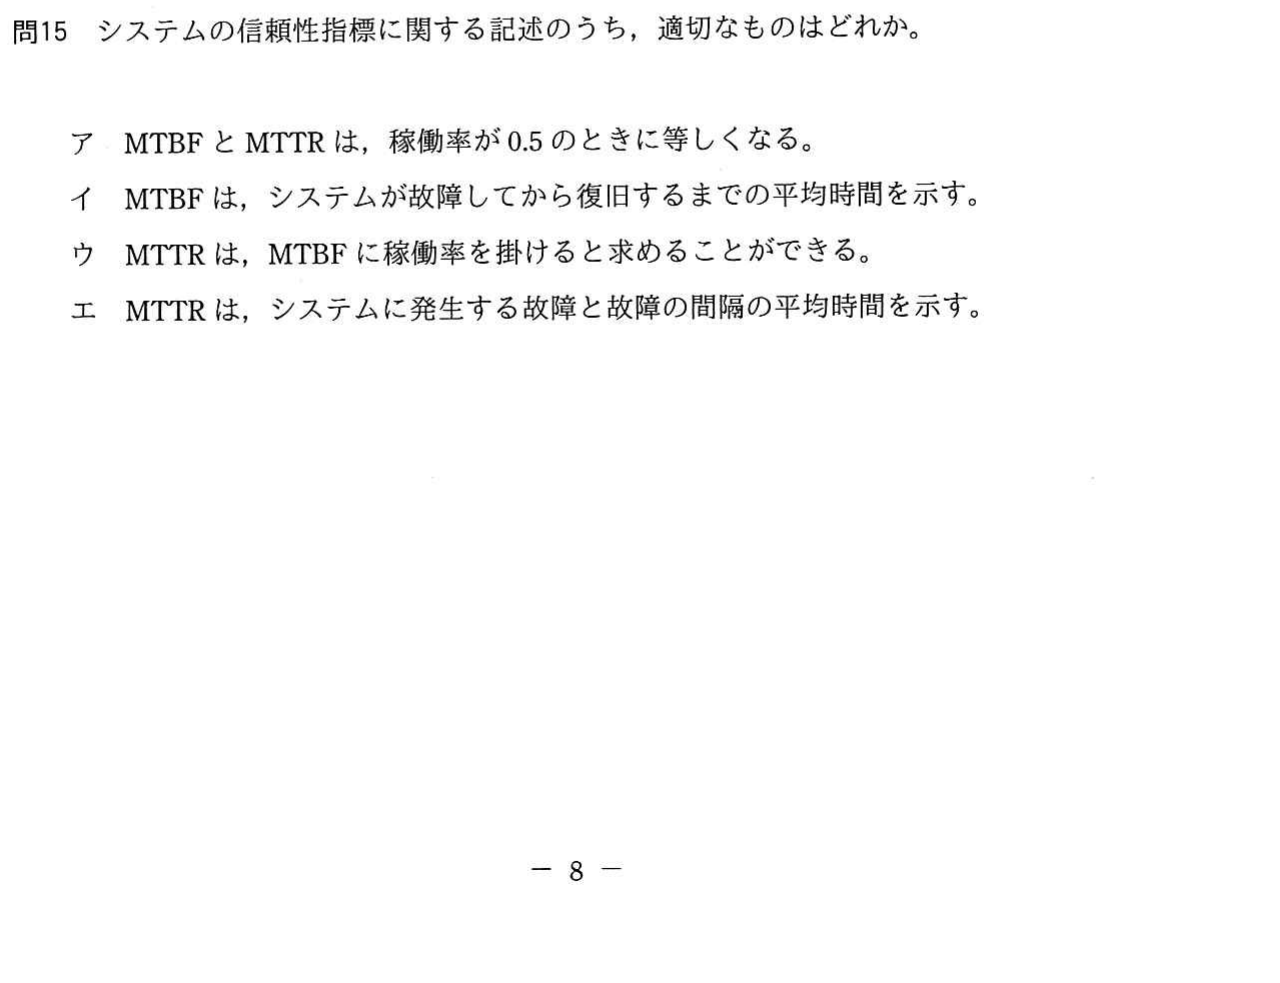 問15 システムの信頼性指標に関する記述のうち，適切なものはどれか。
ア MTBF と MTTR は，稼働率が 0.5 のときに等しくなる。
イ MTBF は，システムが故障してから復旧するまでの平均時間を示す。
ウ MTTR は，MTBF に稼働率を掛けると求めることができる。
エ MTTR は，システムに発生する故障と故障の間隔の平均時間を示す。
－ 8 －